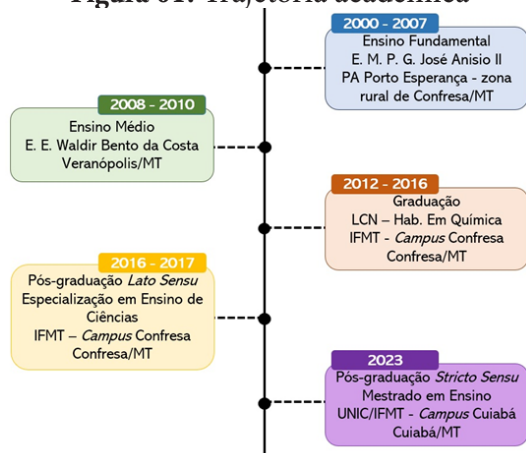 Figura 01: Trajetória acadêmica
2000 - 2007
Ensino Fundamental
E. M. P. G. José Anisio II
PA Porto Esperança - zona
rural de Confresa/MT
2008 - 2010
Ensino Médio
E. E. Waldir Bento da Costa
Veranópolis/MT
2012 - 2016
Graduação
LCN – Hab. Em Química
IFMT - Campus Confresa
Confresa/MT
2016 - 2017
Pós-graduação Lato Sensu
Especialização em Ensino de
Ciências
IFMT – Campus Confresa
Confresa/MT
2023
Pós-graduação Stricto Sensu
Mestrado em Ensino
UNIC/IFMT - Campus Cuiabá
Cuiabá/MT